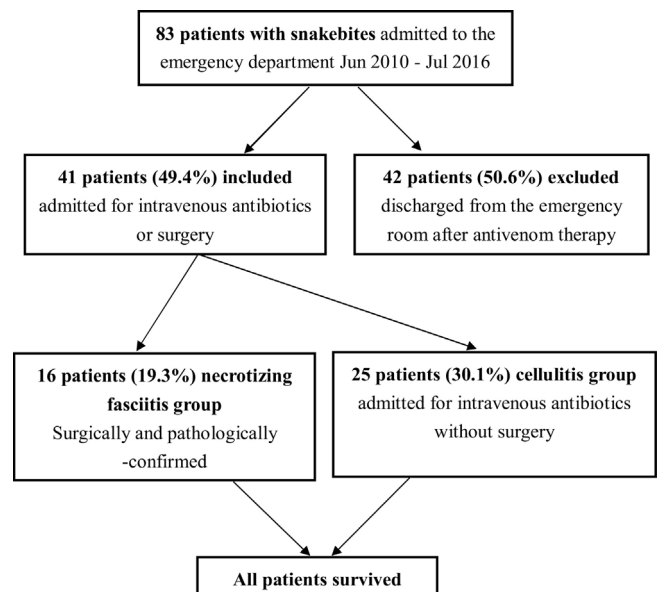 83 patients with snakebites admitted to the
emergency department Jun 2010 - Jul 2016
41 patients (49.4%) included
admitted for intravenous antibiotics
or surgery
42 patients (50.6%) excluded
discharged from the emergency
room after antivenom therapy
16 patients (19.3%) necrotizing
fasciitis group
Surgically and pathologically
-confirmed
25 patients (30.1%) cellulitis group
admitted for intravenous antibiotics
without surgery
All patients survived